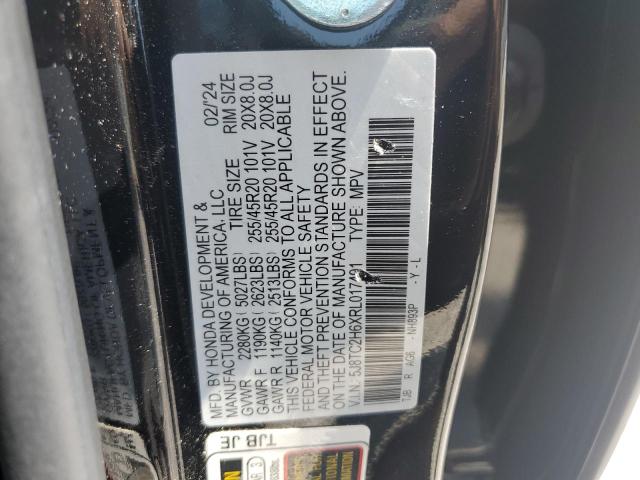 MFD. BY HONDA DEVELOPMENT & 02/'24
MANUFACTURING OF AMERICA, LLC
TIRE SIZE RIM SIZE
GVWR 2280KG(5027LBS)
GAWR F 1190KG(2623LBS) 255/45R20 101V 20X8.0J
GAWR R 1140KG(2513LBS) 255/45R20 101V 20X8.0J
THIS VEHICLE CONFORMS TO ALL APPLICABLE
FEDERAL MOTOR VEHICLE SAFETY
AND THEFT PREVENTION STANDARDS IN EFFECT
ON THE DATE OF MANUFACTURE SHOWN ABOVE.
V.I.N.: TYPE: MPV
TJB R AG6 NH893P - Y - L
TJB JE